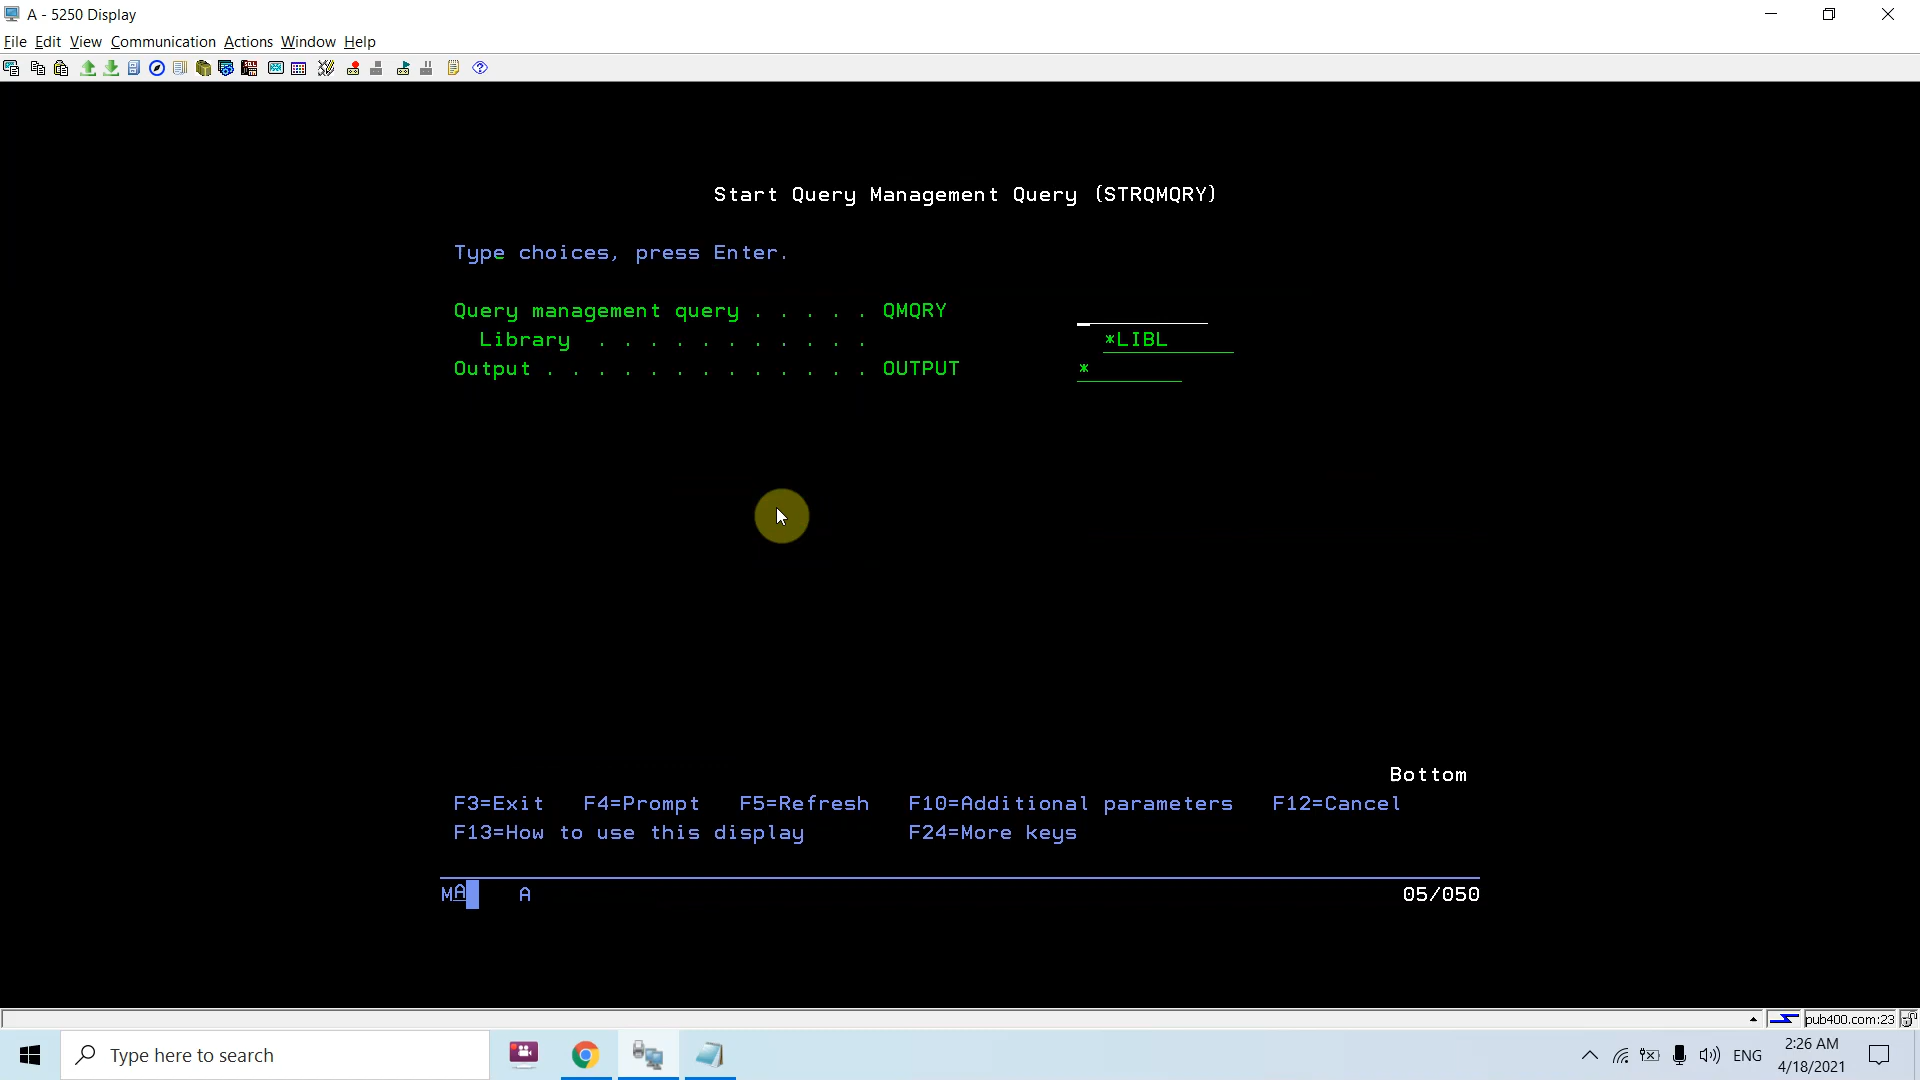 A - 5250 Display
File Edit View Communication Actions Window Help
Start Query Management Query (STRQMQRY)
Type choices, press Enter.
Query management query . . . . . QMQRY
Library . . . . . . . . . . . *LIBL
Output . . . . . . . . . . . . . OUTPUT *
Bottom
F3=Exit F4=Prompt F5=Refresh F10=Additional parameters F12=Cancel
F13=How to use this display F24=More keys
MA A 05/050
pub400.com:23
Type here to search
ENG
2:26 AM
4/18/2021